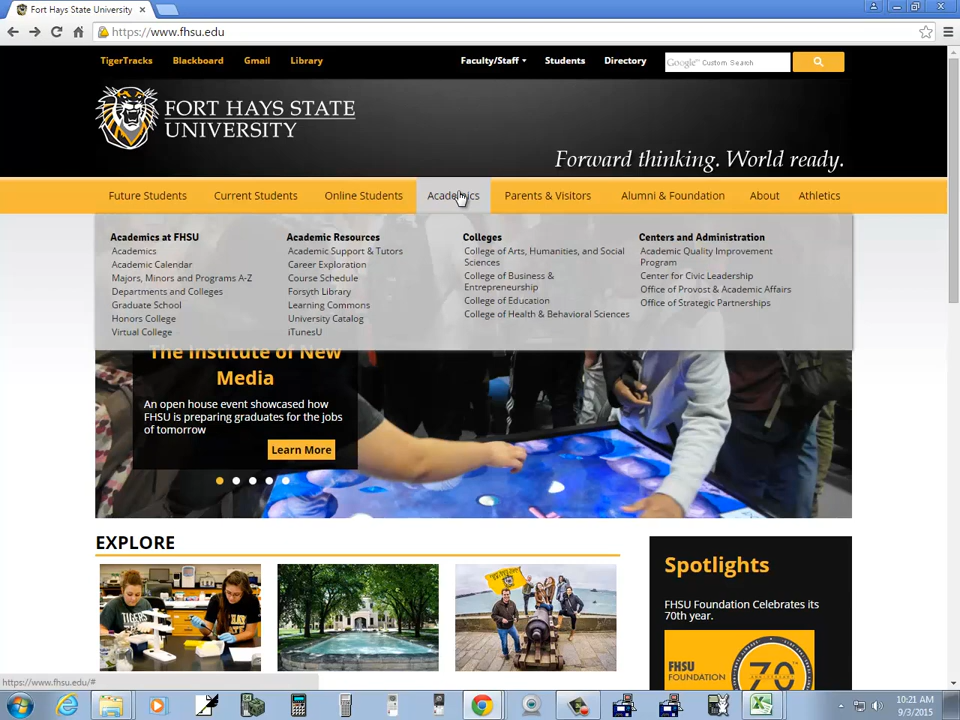 Fort Hays State University
https://www.fhsu.edu
TigerTracks Blackboard Gmail Library Faculty/Staff Students Directory Google™ Custom Search
FORT HAYS STATE
UNIVERSITY
Forward thinking. World ready.
Future Students Current Students Online Students Academics Parents & Visitors Alumni & Foundation About Athletics
Academics at FHSU
Academics
Academic Calendar
Majors, Minors and Programs A-Z
Departments and Colleges
Graduate School
Honors College
Virtual College
Academic Resources
Academic Support & Tutors
Career Exploration
Course Schedule
Forsyth Library
Learning Commons
University Catalog
iTunesU
Colleges
College of Arts, Humanities, and Social
Sciences
College of Business &
Entrepreneurship
College of Education
College of Health & Behavioral Sciences
Centers and Administration
Academic Quality Improvement
Program
Center for Civic Leadership
Office of Provost & Academic Affairs
Office of Strategic Partnerships
The Institute of New
Media
An open house event showcased how
FHSU is preparing graduates for the jobs
of tomorrow
Learn More
EXPLORE
Spotlights
FHSU Foundation Celebrates its
70th year.
FHSU
FOUNDATION
70
https://www.fhsu.edu/#
10:21 AM
9/3/2015